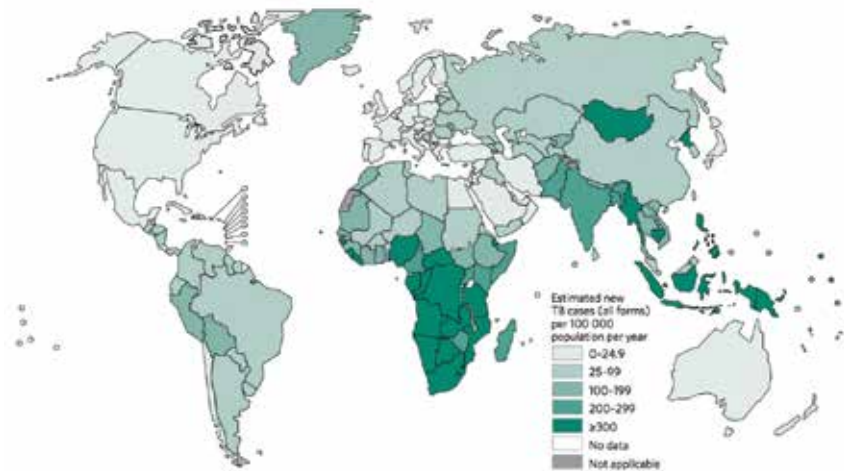 Estimated new
TB cases (all forms)
per 100 000
population per year
0–24.9
25–99
100–199
200–299
≥300
No data
Not applicable